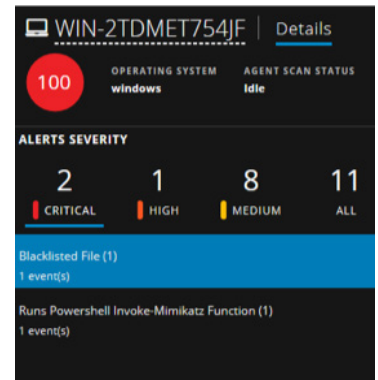 WIN-2TDMET754JF | Details
100
OPERATING SYSTEM AGENT SCAN STATUS
windows Idle
ALERTS SEVERITY
2 1 8 11
CRITICAL HIGH MEDIUM ALL
Blacklisted File (1)
1 event(s)
Runs Powershell Invoke-Mimikatz Function (1)
1 event(s)